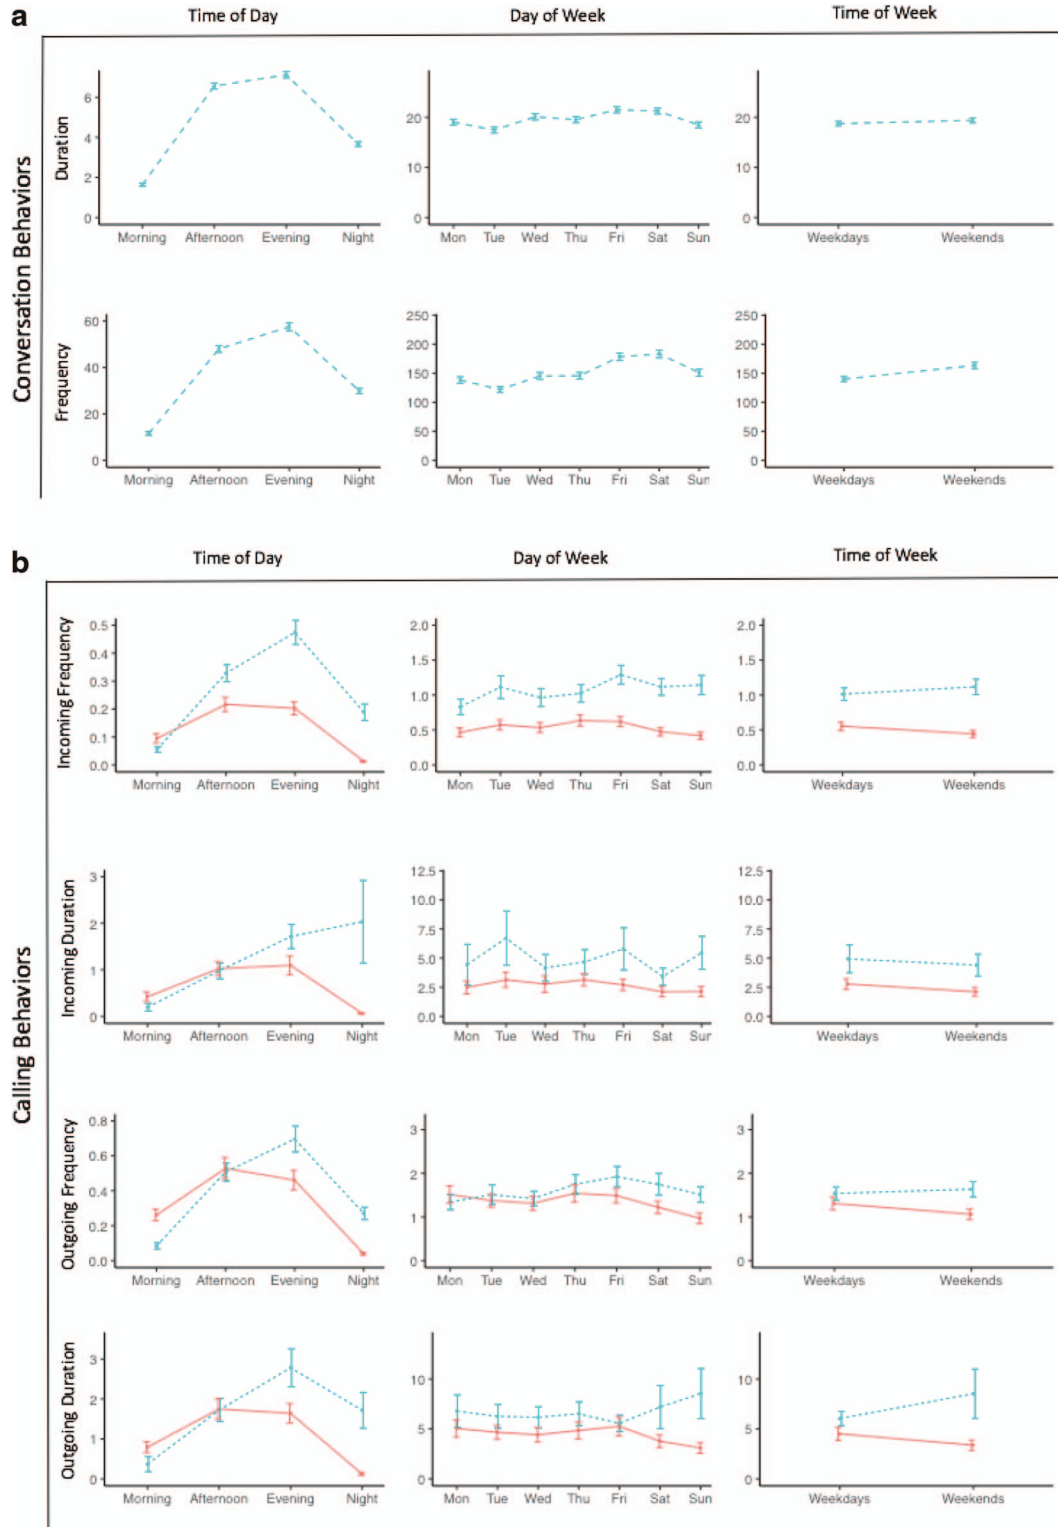 a
Time of Day
Day of Week
Time of Week
Conversation Behaviors
Duration
6
4
2
0
Morning Afternoon Evening Night
20
10
0
Mon Tue Wed Thu Fri Sat Sun
20
10
0
Weekdays Weekends
Frequency
60
40
20
0
Morning Afternoon Evening Night
250
200
150
100
50
0
Mon Tue Wed Thu Fri Sat Sun
250
200
150
100
50
0
Weekdays Weekends
b
Time of Day
Day of Week
Time of Week
Calling Behaviors
Incoming Frequency
0.5
0.4
0.3
0.2
0.1
0.0
Morning Afternoon Evening Night
2.0
1.5
1.0
0.5
0.0
Mon Tue Wed Thu Fri Sat Sun
2.0
1.5
1.0
0.5
0.0
Weekdays Weekends
Incoming Duration
3
2
1
0
Morning Afternoon Evening Night
12.5
10.0
7.5
5.0
2.5
0.0
Mon Tue Wed Thu Fri Sat Sun
12.5
10.0
7.5
5.0
2.5
0.0
Weekdays Weekends
Outgoing Frequency
0.8
0.6
0.4
0.2
0.0
Morning Afternoon Evening Night
3
2
1
0
Mon Tue Wed Thu Fri Sat Sun
3
2
1
0
Weekdays Weekends
Outgoing Duration
3
2
1
0
Morning Afternoon Evening Night
10
5
0
Mon Tue Wed Thu Fri Sat Sun
10
5
0
Weekdays Weekends